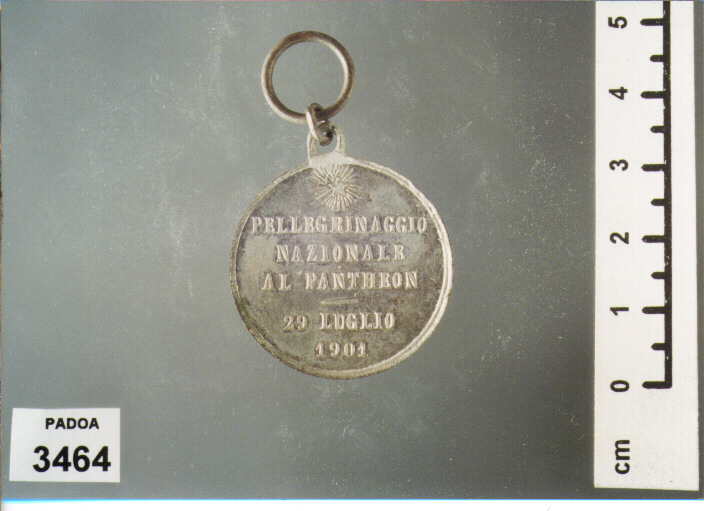 PELLEGRINAGGIO
NAZIONALE
AL PANTHEON
29 LUGLIO
1901
PADOA
3464
5
4
3
2
1
0
cm